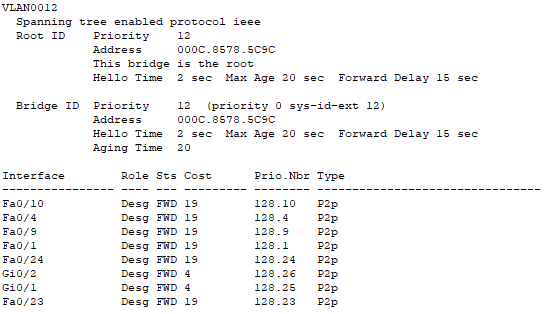 VLAN0012
Spanning tree enabled protocol ieee
Root ID Priority 12
Address 000C.8578.5C9C
This bridge is the root
Hello Time 2 sec Max Age 20 sec Forward Delay 15 sec
Bridge ID Priority 12 (priority 0 sys-id-ext 12)
Address 000C.8578.5C9C
Hello Time 2 sec Max Age 20 sec Forward Delay 15 sec
Aging Time 20
Interface Role Sts Cost Prio.Nbr Type
---------------- ---- --- --------- -------- --------------------------------
Fa0/10 Desg FWD 19 128.10 P2p
Fa0/4 Desg FWD 19 128.4 P2p
Fa0/9 Desg FWD 19 128.9 P2p
Fa0/1 Desg FWD 19 128.1 P2p
Fa0/24 Desg FWD 19 128.24 P2p
Gi0/2 Desg FWD 4 128.26 P2p
Gi0/1 Desg FWD 4 128.25 P2p
Fa0/23 Desg FWD 19 128.23 P2p